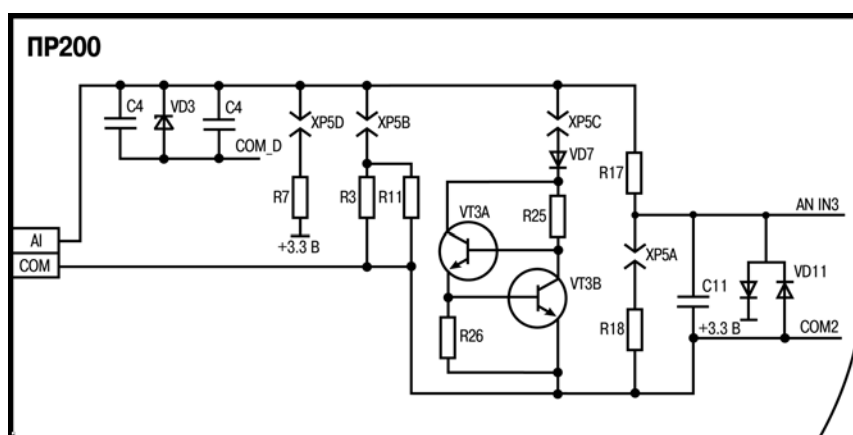 ПР200
C4
VD3
C4
COM_D
XP5D
XP5B
XP5C
VD7
R7
R3
R11
+3.3 В
R25
R17
VT3A
VT3B
R26
AN IN3
XP5A
R18
C11
VD11
+3.3 В
COM2
AI
COM